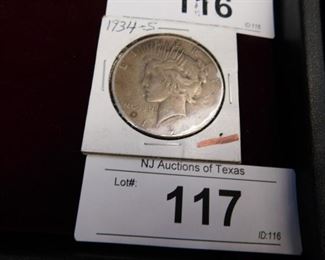 116
ID:116
1934-S
NJ Auctions of Texas
Lot#:
117
ID:116